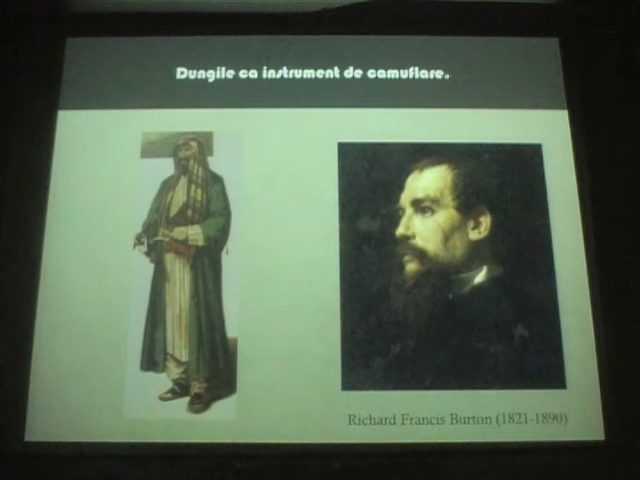 Dungile ca instrument de camuflare.
Richard Francis Burton (1821-1890)